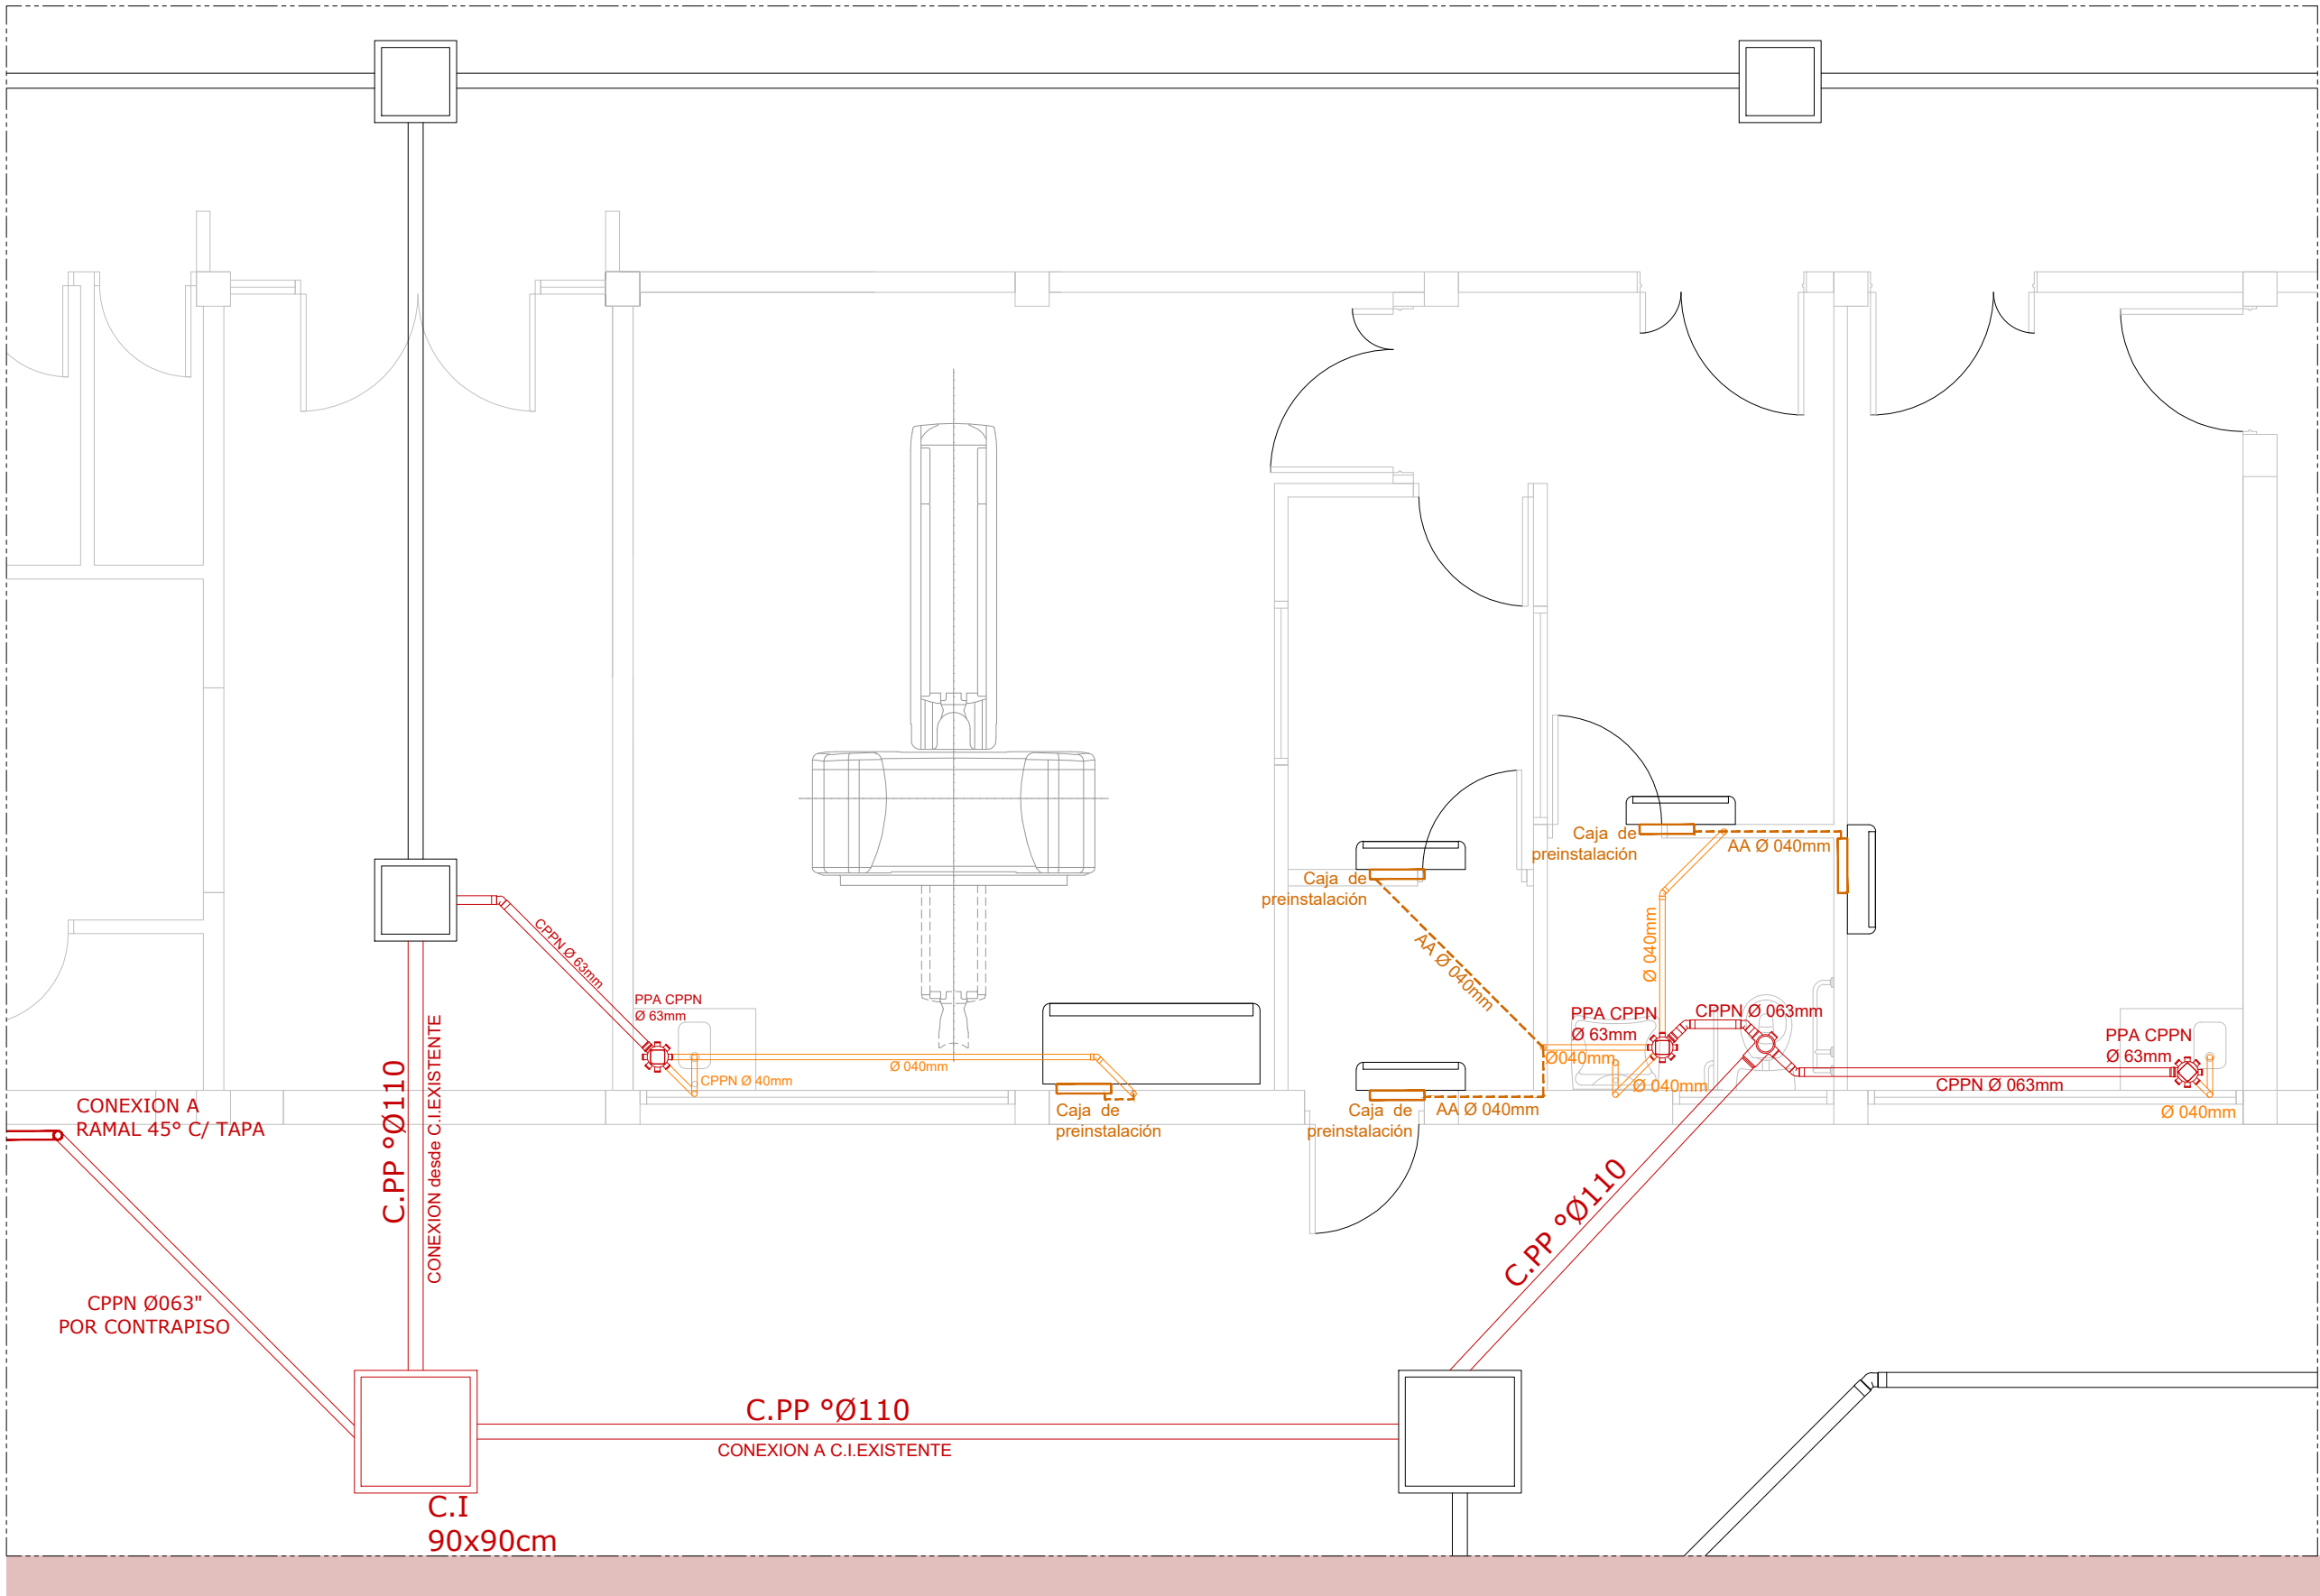 Caja de
preinstalación
AA Ø 040mm
Caja de
preinstalación
AA Ø 040mm
Ø 040mm
CPPN Ø 63mm
PPA CPPN
Ø 63mm
Ø 040mm
CPPN Ø 40mm
PPA CPPN
Ø 63mm
CPPN Ø 063mm
Ø040mm
Ø 040mm
PPA CPPN
Ø 63mm
CPPN Ø 063mm
Ø 040mm
Caja de
preinstalación
Caja de
preinstalación
AA Ø 040mm
CONEXION A
RAMAL 45° C/ TAPA
C.PP °Ø110
CONEXION desde C.I.EXISTENTE
C.PP °Ø110
CPPN Ø063"
POR CONTRAPISO
C.PP °Ø110
CONEXION A C.I.EXISTENTE
C.I
90x90cm